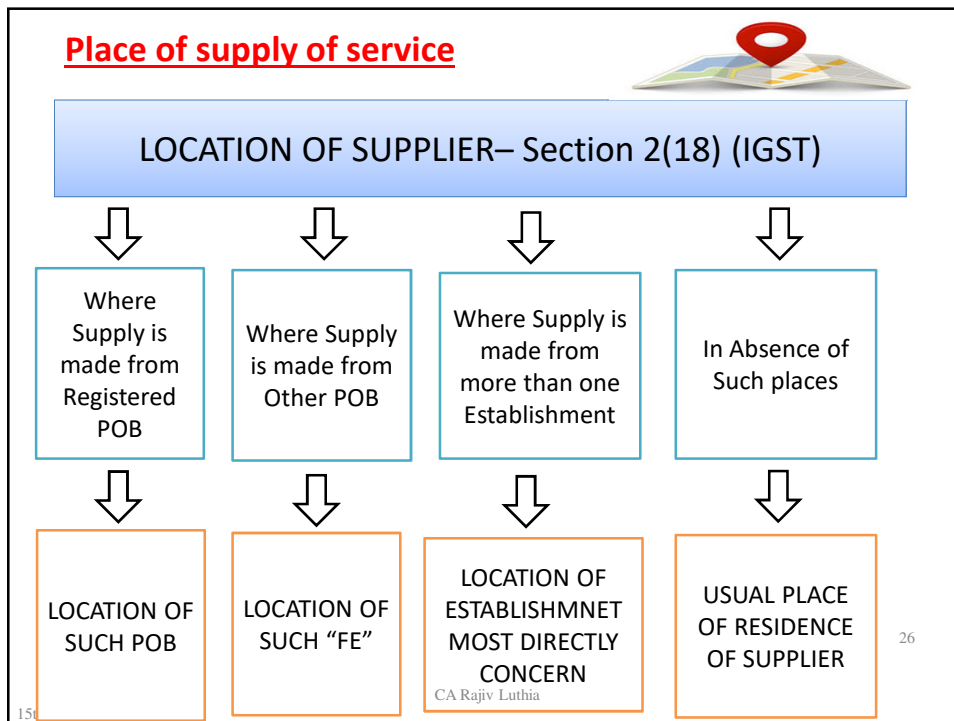 Place of supply of service
LOCATION OF SUPPLIER– Section 2(18) (IGST)
Where
Supply is
made from
Registered
POB
Where Supply
is made from
Other POB
Where Supply is
made from
more than one
Establishment
In Absence of
Such places
LOCATION OF
SUCH POB
LOCATION OF
SUCH “FE”
LOCATION OF
ESTABLISHMNET
MOST DIRECTLY
CONCERN
USUAL PLACE
OF RESIDENCE
OF SUPPLIER
26
CA Rajiv Luthia